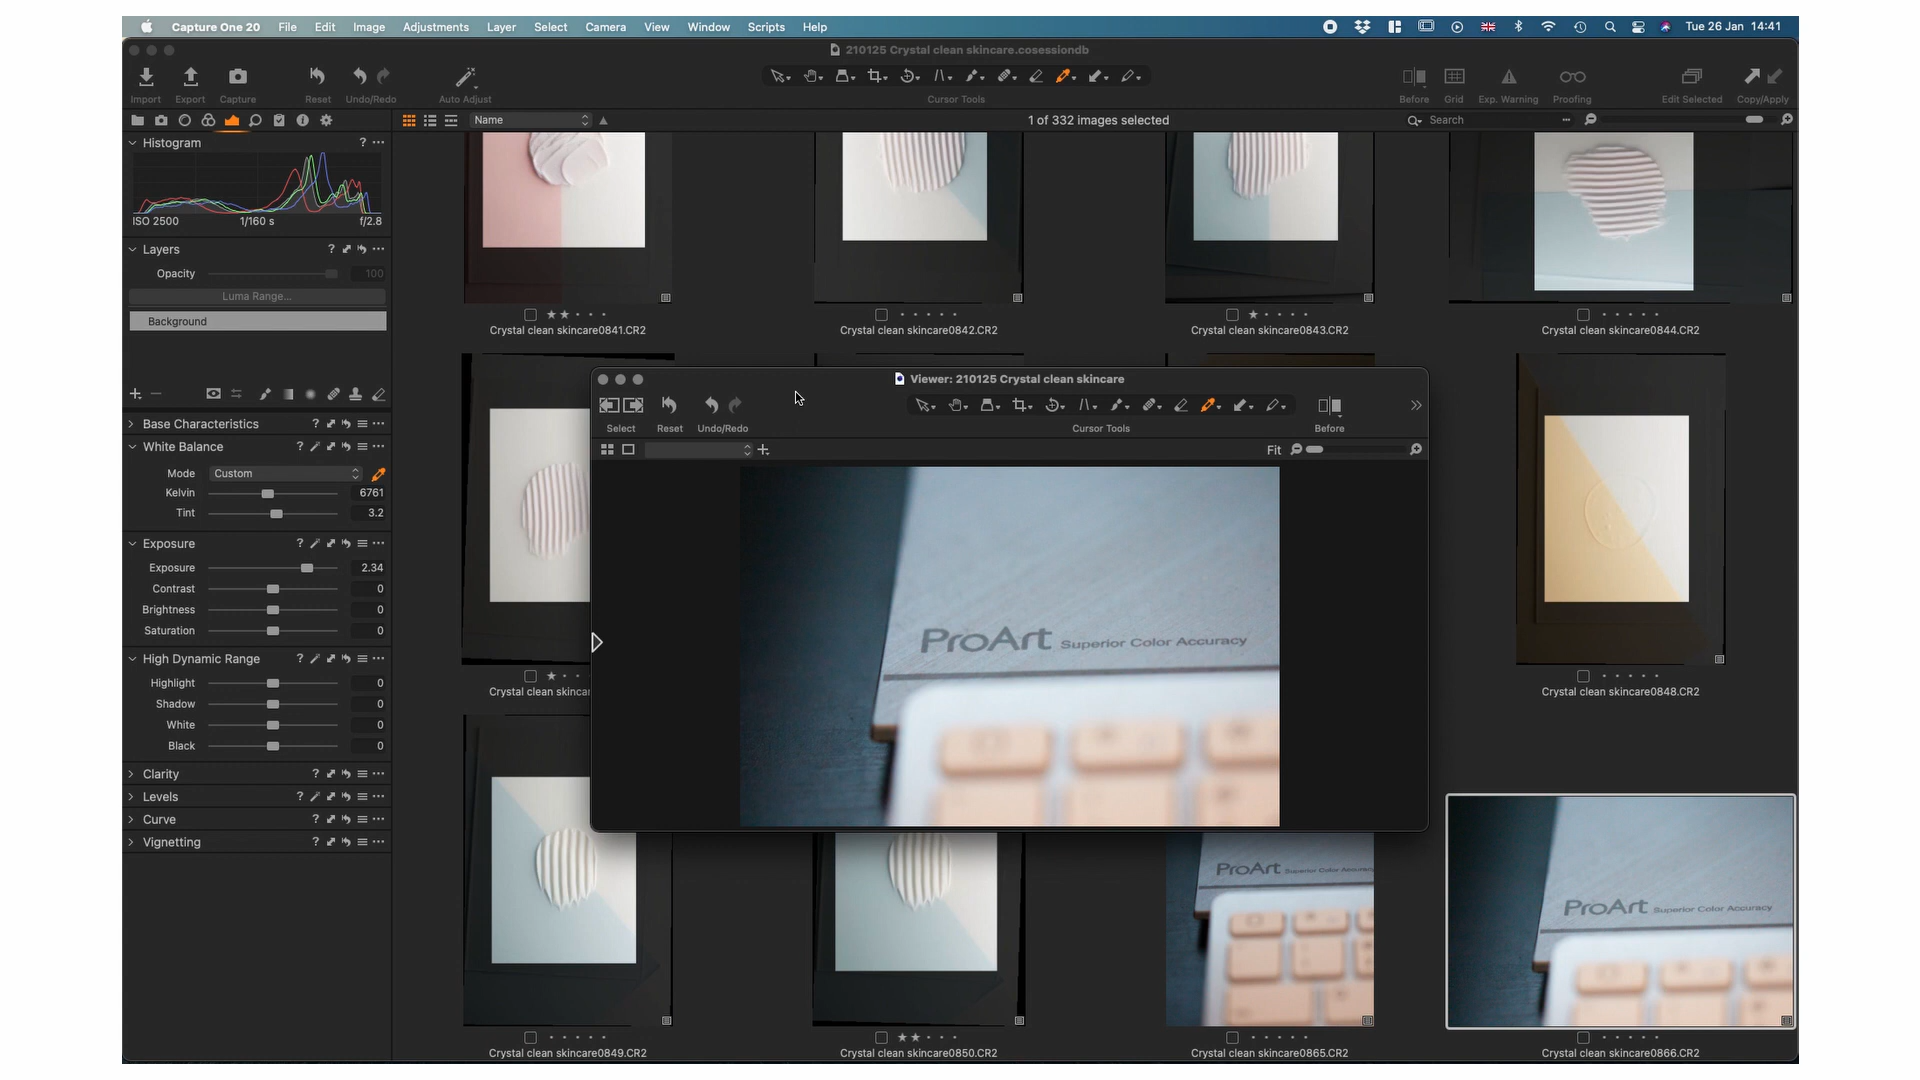 Capture One 20 File Edit Image Adjustments Layer Select Camera View Window Scripts Help Tue 26 Jan 14:41
210125 Crystal clean skincare.cosessiondb
Import Export Capture Reset Undo/Redo Auto Adjust Cursor Tools Before Grid Exp. Warning Proofing Edit Selected Copy/Apply
Name 1 of 332 images selected Search
Histogram ?
ISO 2500 1/160 s f/2.8
Layers ?
Opacity 100
Luma Range...
Background
Base Characteristics ?
White Balance ?
Mode Custom
Kelvin 6761
Tint 3.2
Exposure ?
Exposure 2.34
Contrast 0
Brightness 0
Saturation 0
High Dynamic Range ?
Highlight 0
Shadow 0
White 0
Black 0
Clarity ?
Levels ?
Curve ?
Vignetting ?
Crystal clean skincare0841.CR2
Crystal clean skincare0842.CR2
Crystal clean skincare0843.CR2
Crystal clean skincare0844.CR2
Viewer: 210125 Crystal clean skincare
Select Reset Undo/Redo Cursor Tools Before
Fit
ProArt Superior Color Accuracy
Crystal clean skincar
Crystal clean skincare0848.CR2
ProArt Superior Color Accuracy
ProArt Superior Color Accuracy
Crystal clean skincare0849.CR2
Crystal clean skincare0850.CR2
Crystal clean skincare0865.CR2
Crystal clean skincare0866.CR2